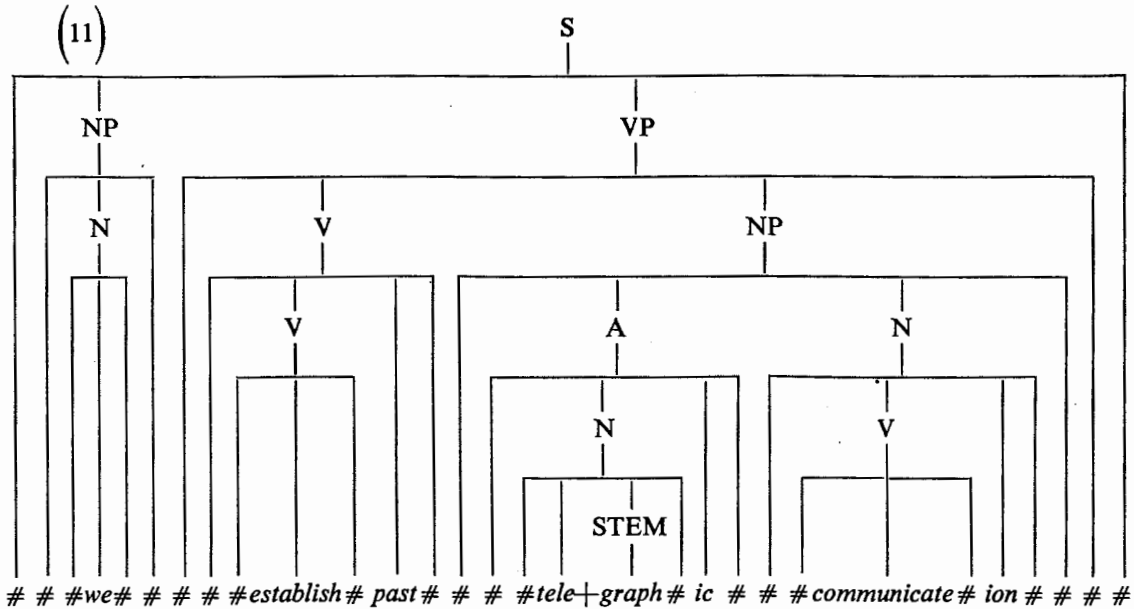 (11) S
NP VP
N V NP
V A N
N V
STEM
# # #we# # # # #establish# past# # # #tele+graph# ic # # #communicate# ion# # # #